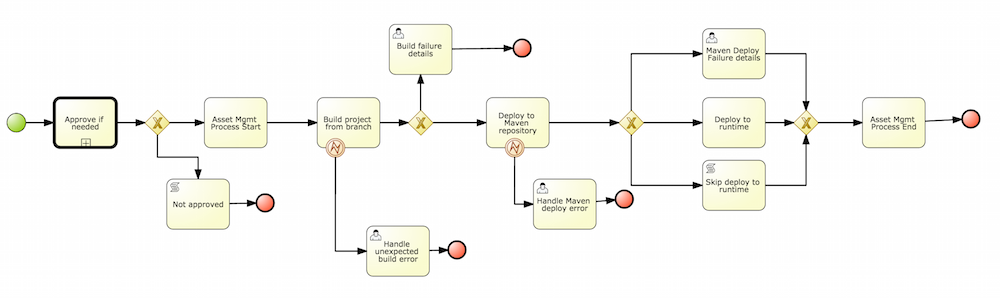 Approve if
needed
Asset Mgmt
Process Start
Not approved
Build project
from branch
Handle
unexpected
build error
Build failure
details
Deploy to
Maven
repository
Handle Maven
deploy error
Maven Deploy
Failure details
Deploy to
runtime
Skip deploy to
runtime
Asset Mgmt
Process End